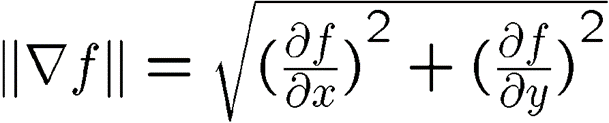 ‖∇f‖ = √((∂f/∂x)² + (∂f/∂y)²)